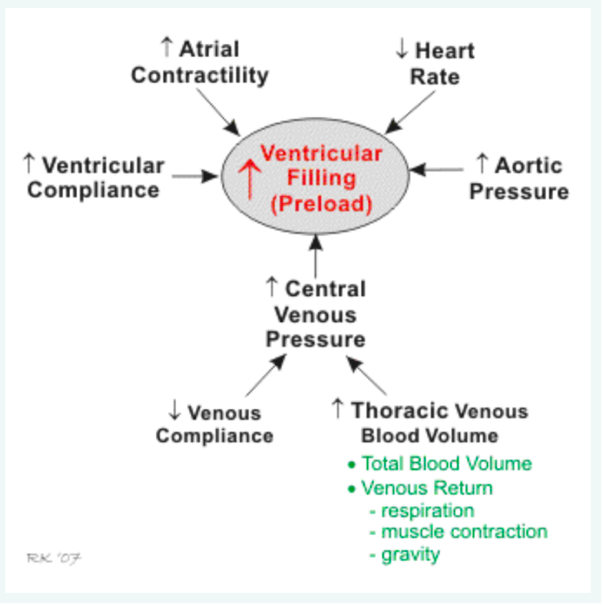 ↑ Atrial
Contractility
↓ Heart
Rate
↑ Ventricular
Compliance
↑ Ventricular
Filling
(Preload)
↑ Aortic
Pressure
↑ Central
Venous
Pressure
↓ Venous
Compliance
↑ Thoracic Venous
Blood Volume
• Total Blood Volume
• Venous Return
- respiration
- muscle contraction
- gravity
RK '07